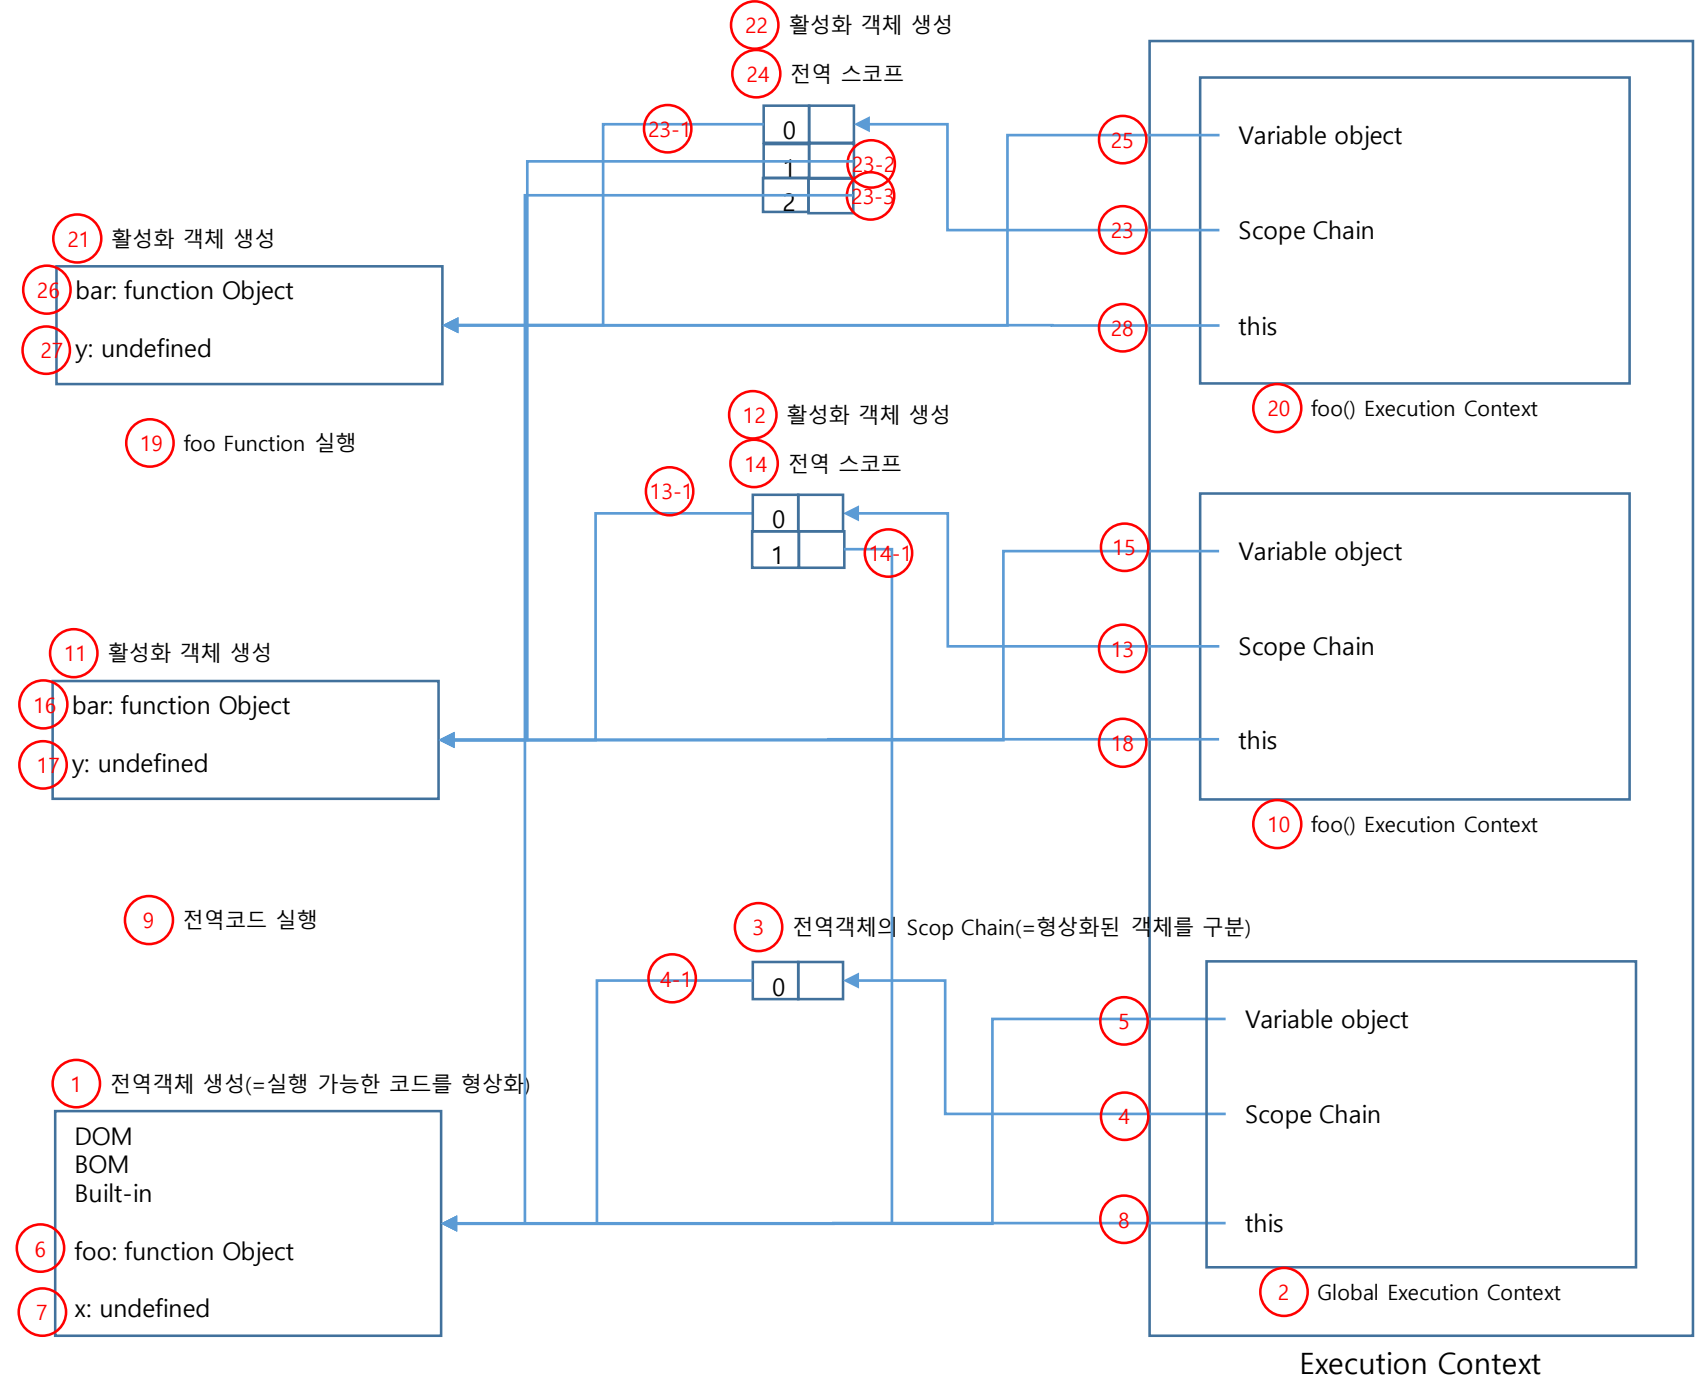 22 활성화 객체 생성
24 전역 스코프
23-1
0
1
23-2
2
23-3
25 Variable object
23 Scope Chain
28 this
20 foo() Execution Context
21 활성화 객체 생성
26 bar: function Object
27 y: undefined
19 foo Function 실행
12 활성화 객체 생성
14 전역 스코프
13-1
0
1
14-1
15 Variable object
13 Scope Chain
18 this
10 foo() Execution Context
11 활성화 객체 생성
16 bar: function Object
17 y: undefined
9 전역코드 실행
3 전역객체의 Scop Chain(=형상화된 객체를 구분)
4-1
0
5 Variable object
4 Scope Chain
8 this
2 Global Execution Context
1 전역객체 생성(=실행 가능한 코드를 형상화)
DOM
BOM
Built-in
6 foo: function Object
7 x: undefined
Execution Context